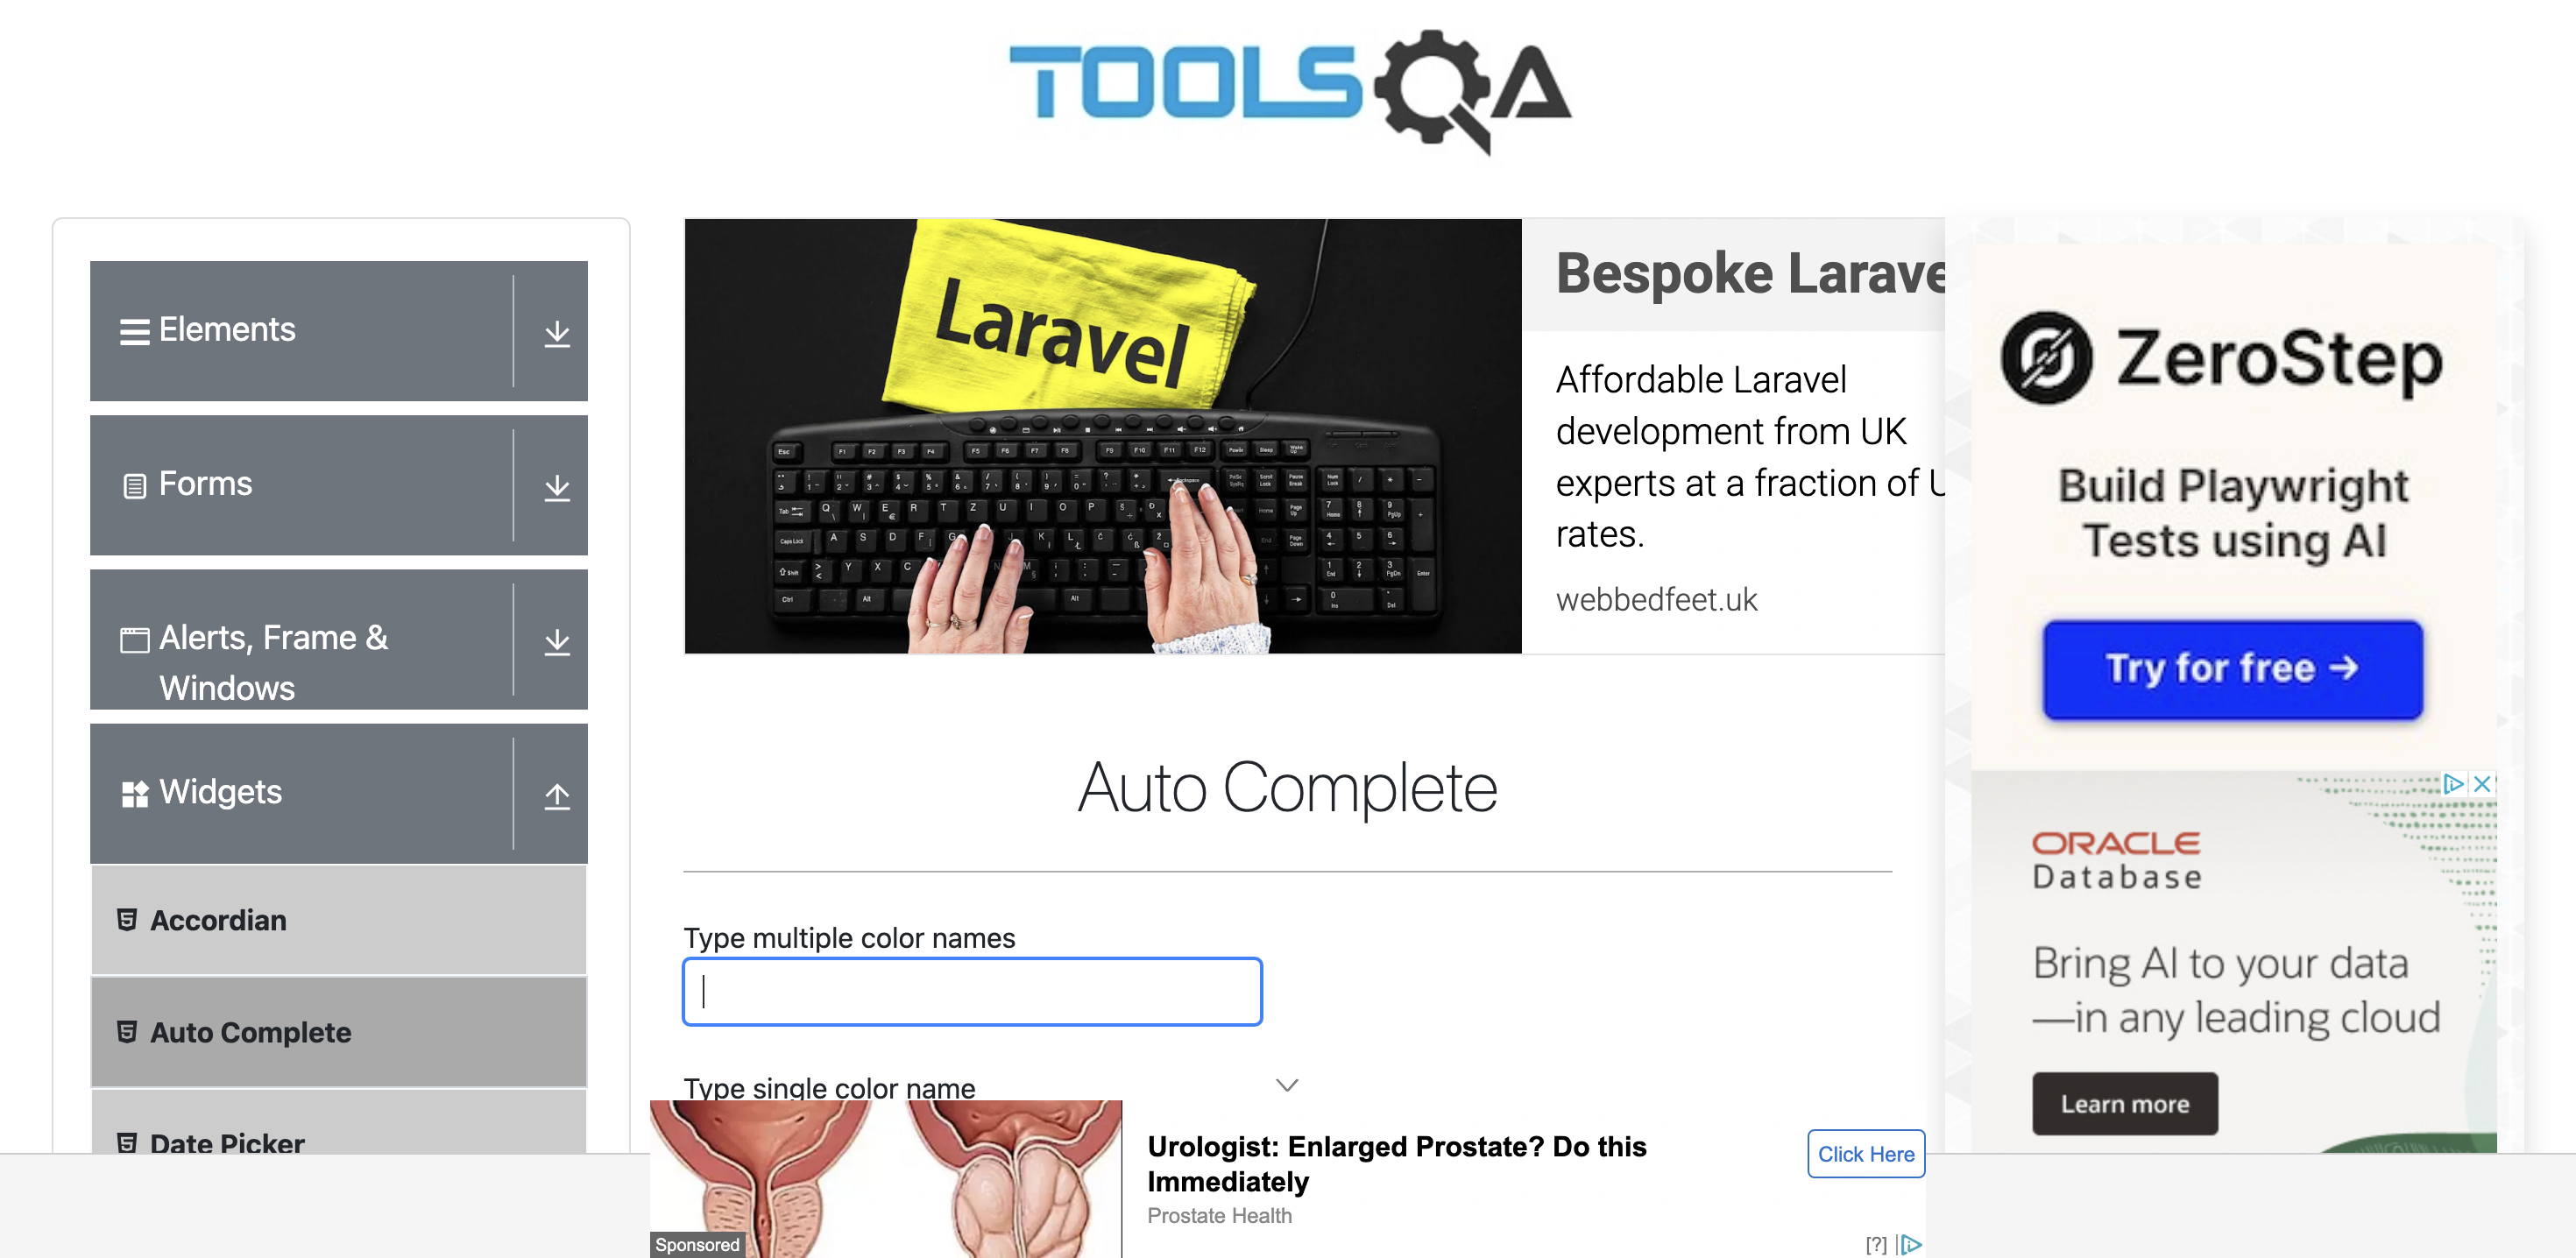 TOOLSQA
Elements
Forms
Alerts, Frame &
Windows
Widgets
Accordian
Auto Complete
Date Picker
Laravel
Bespoke Larave
Affordable Laravel
development from UK
experts at a fraction of U
rates.
webbedfeet.uk
Auto Complete
Type multiple color names
Type single color name
ZeroStep
Build Playwright
Tests using AI
Try for free →
ORACLE
Database
Bring AI to your data
—in any leading cloud
Learn more
Urologist: Enlarged Prostate? Do this
Immediately
Prostate Health
Click Here
Sponsored
[?]